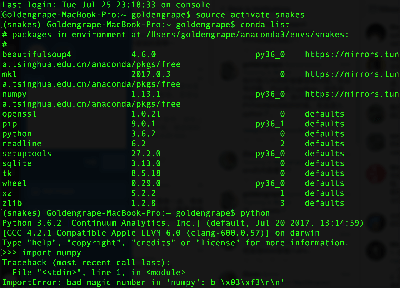 Last login: Tue Jul 25 23:10:33 on console
Goldengrape-MacBook-Pro:~ goldengrape$ source activate snakes
(snakes) Goldengrape-MacBook-Pro:~ goldengrape$ conda list
# packages in environment at /Users/goldengrape/anaconda3/envs/snakes:
#
beautifulsoup4 4.6.0 py36_0 https://mirrors.tun
a.tsinghua.edu.cn/anaconda/pkgs/free
mkl 2017.0.3 0 https://mirrors.tun
a.tsinghua.edu.cn/anaconda/pkgs/free
numpy 1.13.1 py36_0 https://mirrors.tun
a.tsinghua.edu.cn/anaconda/pkgs/free
openssl 1.0.2l 0 defaults
pip 9.0.1 py36_1 defaults
python 3.6.2 0 defaults
readline 6.2 2 defaults
setuptools 27.2.0 py36_0 defaults
sqlite 3.13.0 0 defaults
tk 8.5.18 0 defaults
wheel 0.29.0 py36_0 defaults
xz 5.2.2 1 defaults
zlib 1.2.8 3 defaults
(snakes) Goldengrape-MacBook-Pro:~ goldengrape$ python
Python 3.6.2 |Continuum Analytics, Inc.| (default, Jul 20 2017, 13:14:59)
[GCC 4.2.1 Compatible Apple LLVM 6.0 (clang-600.0.57)] on darwin
Type "help", "copyright", "credits" or "license" for more information.
>>> import numpy
Traceback (most recent call last):
File "<stdin>", line 1, in <module>
ImportError: bad magic number in 'numpy': b'\x03\xf3\r\n'